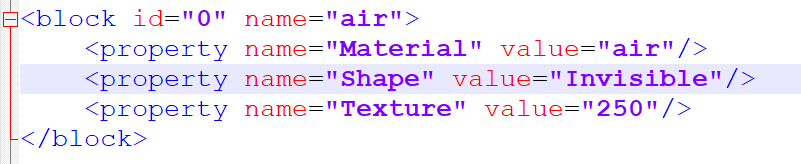 <block id="0" name="air">
    <property name="Material" value="air"/>
    <property name="Shape" value="Invisible"/>
    <property name="Texture" value="250"/>
</block>